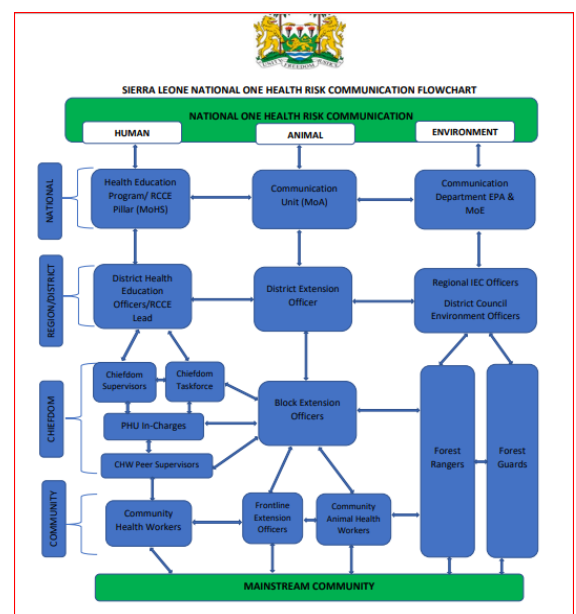 UNITY FREEDOM JUSTICE
SIERRA LEONE NATIONAL ONE HEALTH RISK COMMUNICATION FLOWCHART
NATIONAL ONE HEALTH RISK COMMUNICATION
HUMAN
ANIMAL
ENVIRONMENT
NATIONAL
Health Education
Program/ RCCE
Pillar (MoHS)
Communication
Unit (MoA)
Communication
Department EPA &
MoE
REGION/DISTRICT
District Health
Education
Officers/RCCE
Lead
District Extension
Officer
Regional IEC Officers
District Council
Environment Officers
CHIEFDOM
Chiefdom
Supervisors
Chiefdom
Taskforce
PHU In-Charges
CHW Peer Supervisors
Block Extension
Officers
Forest
Rangers
Forest
Guards
COMMUNITY
Community
Health Workers
Frontline
Extension
Officers
Community
Animal Health
Workers
MAINSTREAM COMMUNITY